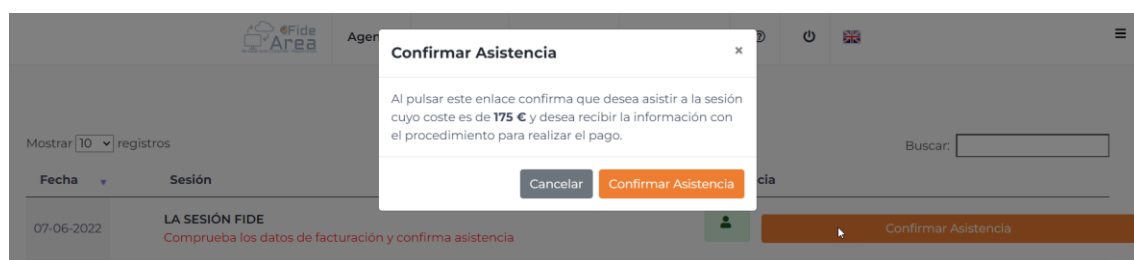 Fide
Area
Agen
Confirmar Asistencia
×
Al pulsar este enlace confirma que desea asistir a la sesión
cuyo coste es de 175 € y desea recibir la información con
el procedimiento para realizar el pago.
Cancelar
Confirmar Asistencia
Mostrar 10 registros
Buscar:
Fecha
Sesión
cia
07-06-2022
LA SESIÓN FIDE
Comprueba los datos de facturación y confirma asistencia
Confirmar Asistencia